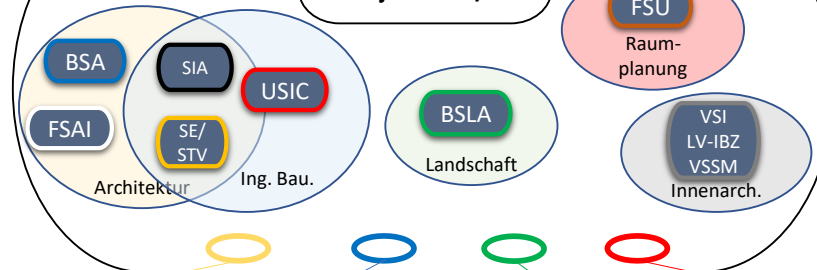 FSU
Raum-
planung
BSA
SIA
USIC
FSAI
SE/
STV
Architektur
Ing. Bau.
BSLA
Landschaft
VSI
LV-IBZ
VSSM
Innenarch.